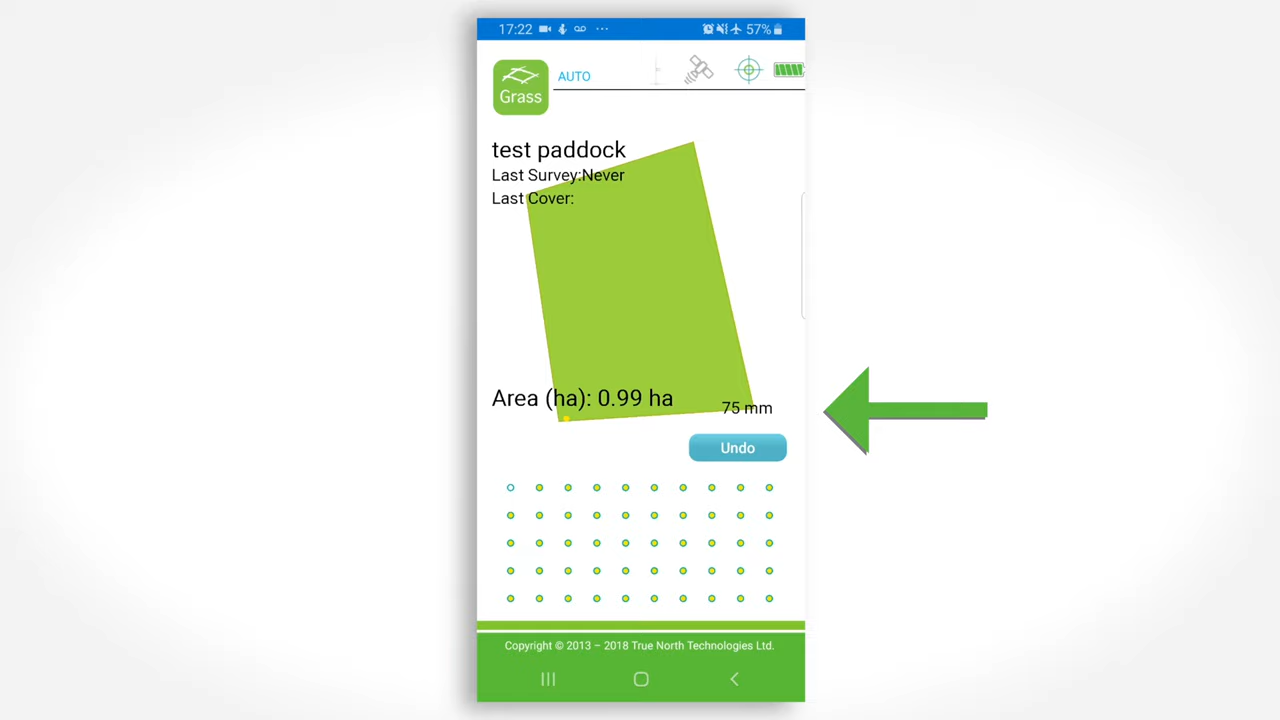 17:22
57%
Grass
AUTO
test paddock
Last Survey:Never
Last Cover:
Area (ha): 0.99 ha
75 mm
Undo
Copyright © 2013 – 2018 True North Technologies Ltd.